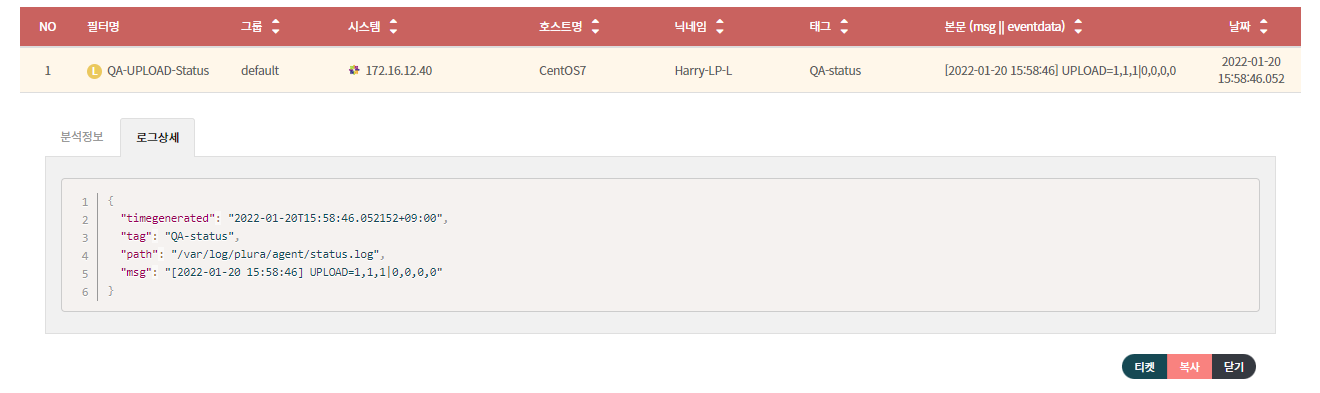 NO 필터명 그룹 시스템 호스트명 닉네임 태그 본문 (msg || eventdata) 날짜
1 L QA-UPLOAD-Status default 172.16.12.40 CentOS7 Harry-LP-L QA-status [2022-01-20 15:58:46] UPLOAD=1,1,1|0,0,0,0 2022-01-20
15:58:46.052
분석정보 로그상세
1 {
2 "timegenerated": "2022-01-20T15:58:46.052152+09:00",
3 "tag": "QA-status",
4 "path": "/var/log/plura/agent/status.log",
5 "msg": "[2022-01-20 15:58:46] UPLOAD=1,1,1|0,0,0,0"
6 }
티켓 복사 닫기